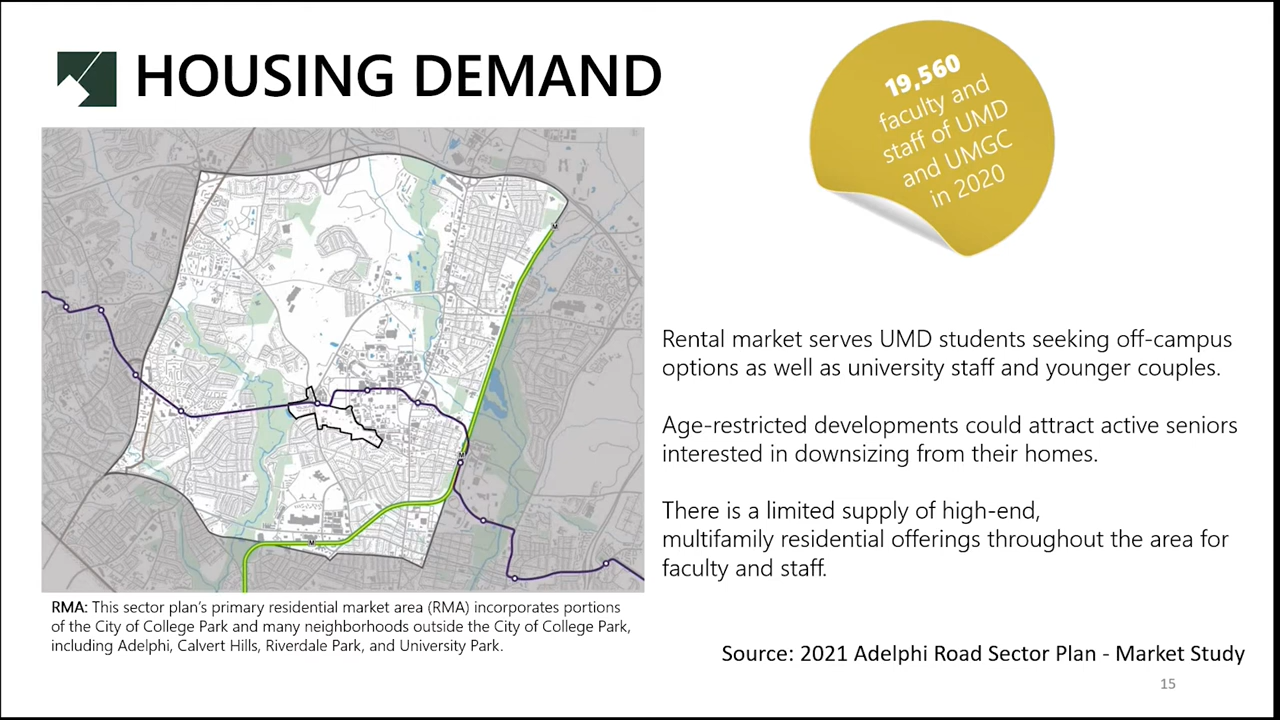 HOUSING DEMAND
19,560
faculty and
staff of UMD
and UMGC
in 2020
M
M
M
Rental market serves UMD students seeking off-campus
options as well as university staff and younger couples.
Age-restricted developments could attract active seniors
interested in downsizing from their homes.
There is a limited supply of high-end,
multifamily residential offerings throughout the area for
faculty and staff.
RMA: This sector plan's primary residential market area (RMA) incorporates portions
of the City of College Park and many neighborhoods outside the City of College Park,
including Adelphi, Calvert Hills, Riverdale Park, and University Park.
Source: 2021 Adelphi Road Sector Plan - Market Study
15